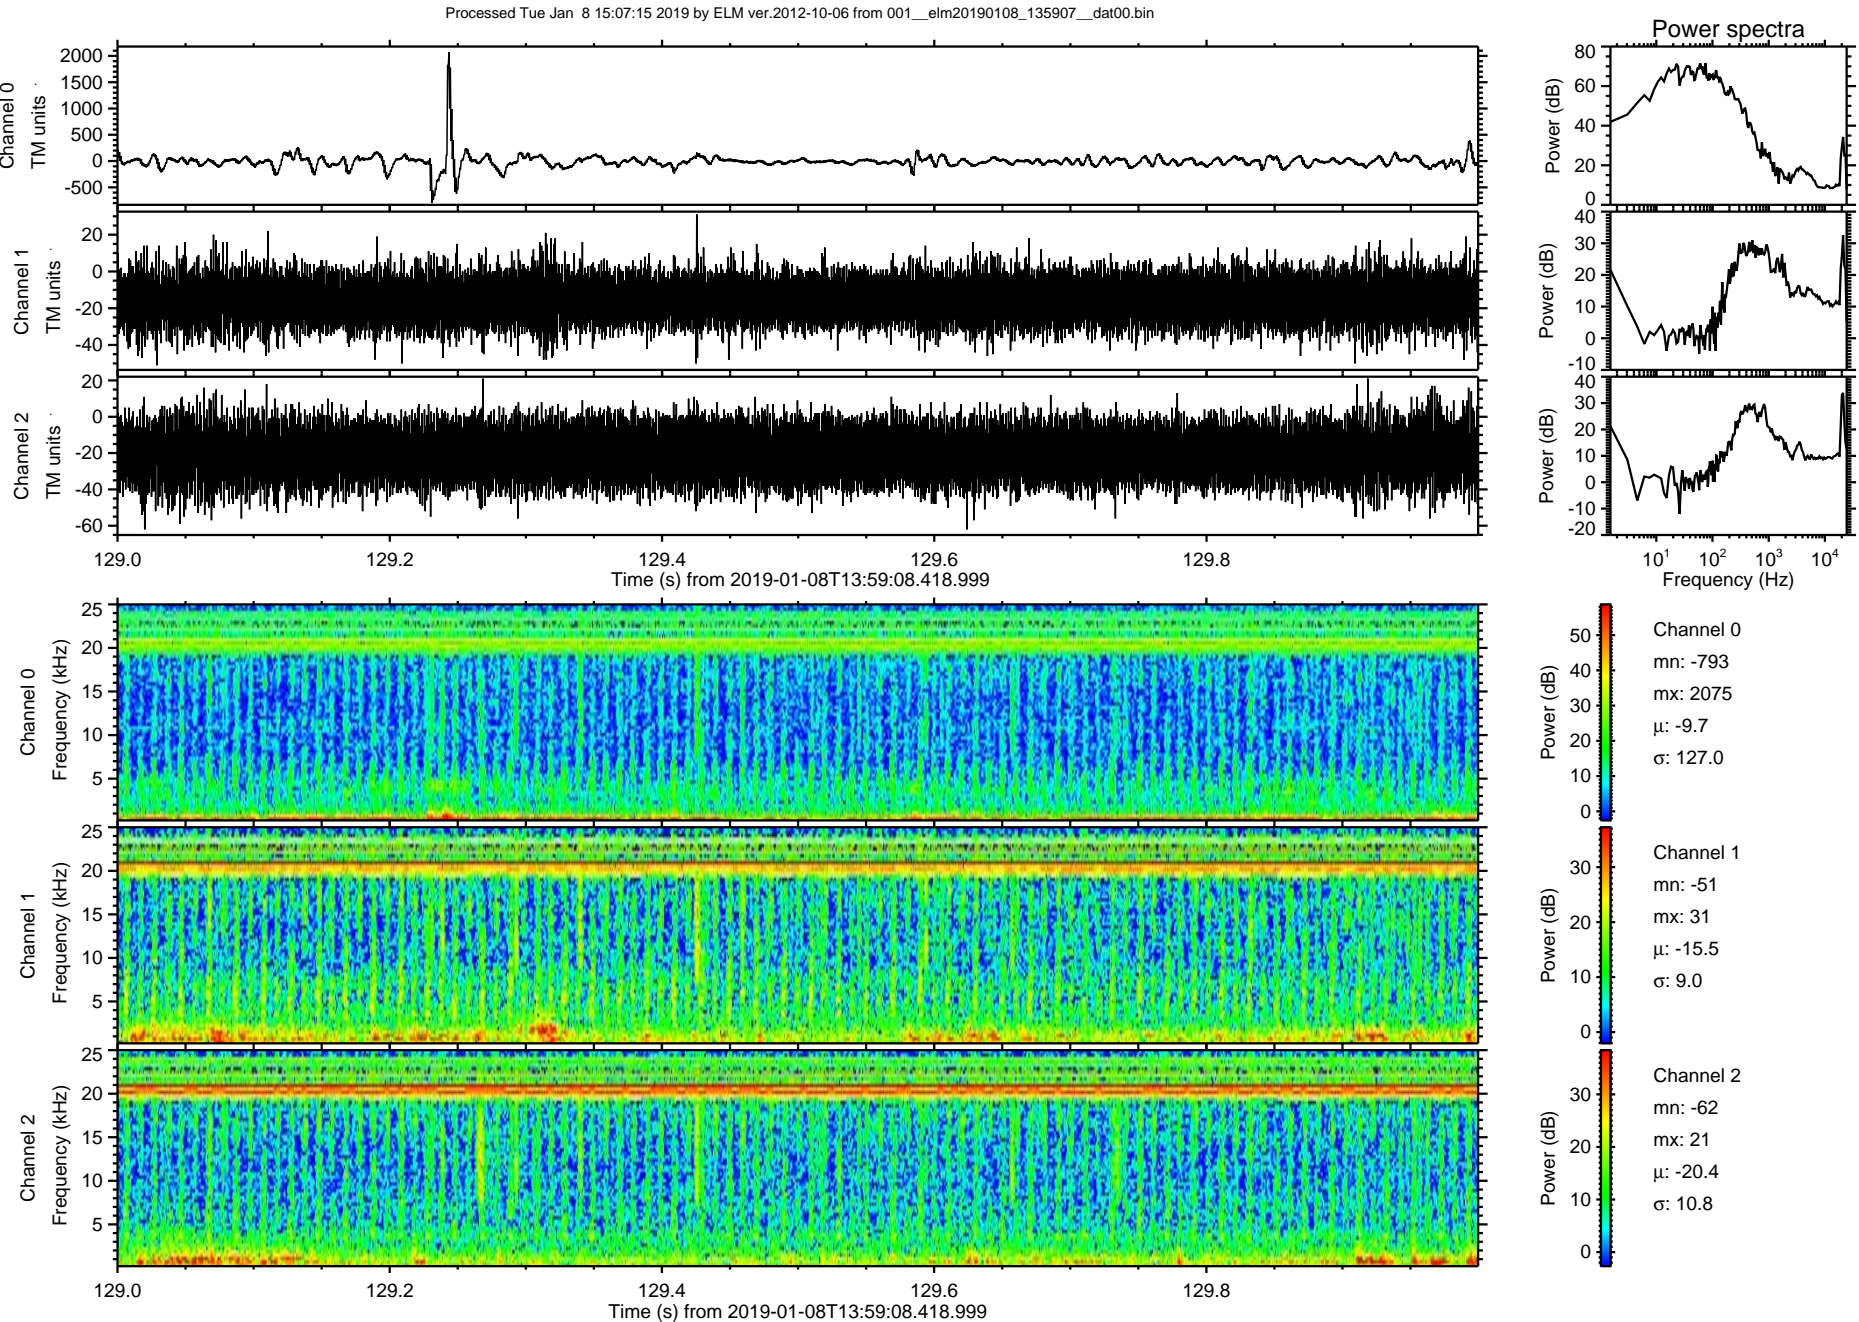 Processed Tue Jan  8 15:07:15 2019 by ELM ver.2012-10-06 from 001__elm20190108_135907__dat00.bin
Power spectra
Channel 0
TM units
2000
1500
1000
500
0
-500
Power (dB)
80
60
40
20
0
Channel 1
TM units
20
0
-20
-40
Power (dB)
40
30
20
10
0
-10
Channel 2
TM units
20
0
-20
-40
-60
Power (dB)
40
30
20
10
0
-10
-20
129.0 129.2 129.4 129.6 129.8
Time (s) from 2019-01-08T13:59:08.418.999
10¹ 10² 10³ 10⁴
Frequency (Hz)
Channel 0
Frequency (kHz)
25
20
15
10
5
Power (dB)
50
40
30
20
10
0
Channel 0
mn: -793
mx: 2075
μ: -9.7
σ: 127.0
Channel 1
Frequency (kHz)
25
20
15
10
5
Power (dB)
30
20
10
0
Channel 1
mn: -51
mx: 31
μ: -15.5
σ: 9.0
Channel 2
Frequency (kHz)
25
20
15
10
5
Power (dB)
30
20
10
0
Channel 2
mn: -62
mx: 21
μ: -20.4
σ: 10.8
129.0 129.2 129.4 129.6 129.8
Time (s) from 2019-01-08T13:59:08.418.999